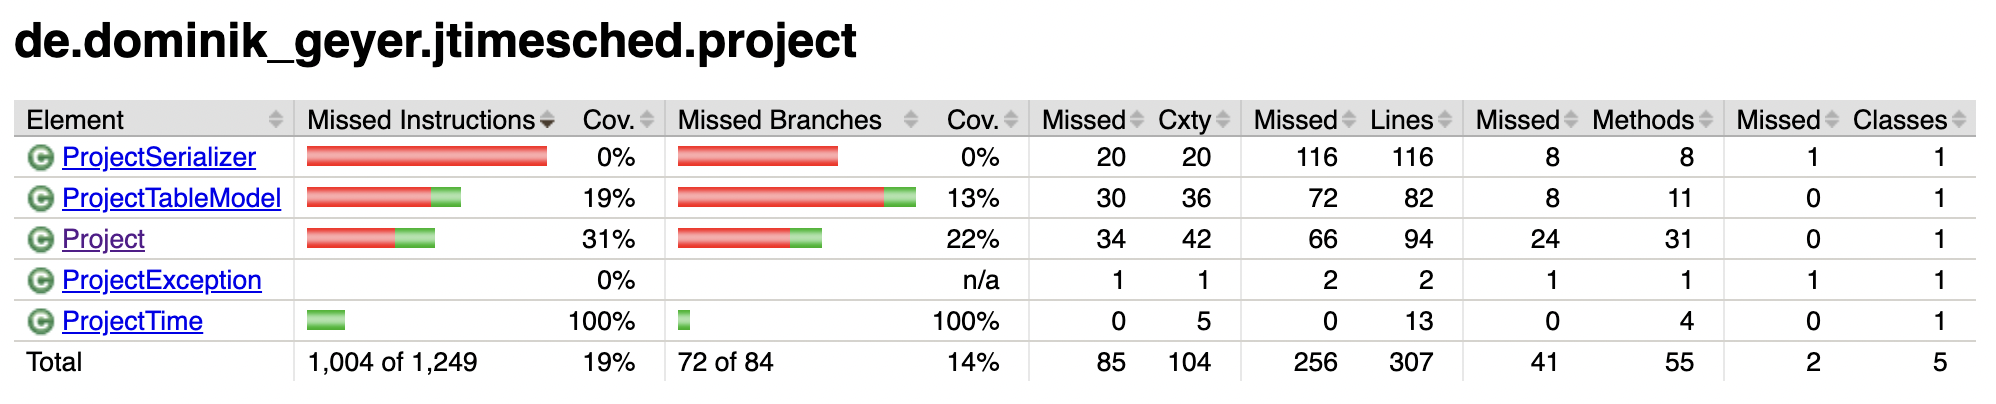 de.dominik_geyer.jtimesched.project
Element Missed Instructions Cov. Missed Branches Cov. Missed Cxty Missed Lines Missed Methods Missed Classes
C ProjectSerializer 0% 0% 20 20 116 116 8 8 1 1
C ProjectTableModel 19% 13% 30 36 72 82 8 11 0 1
C Project 31% 22% 34 42 66 94 24 31 0 1
C ProjectException 0% n/a 1 1 2 2 1 1 1 1
C ProjectTime 100% 100% 0 5 0 13 0 4 0 1
Total 1,004 of 1,249 19% 72 of 84 14% 85 104 256 307 41 55 2 5